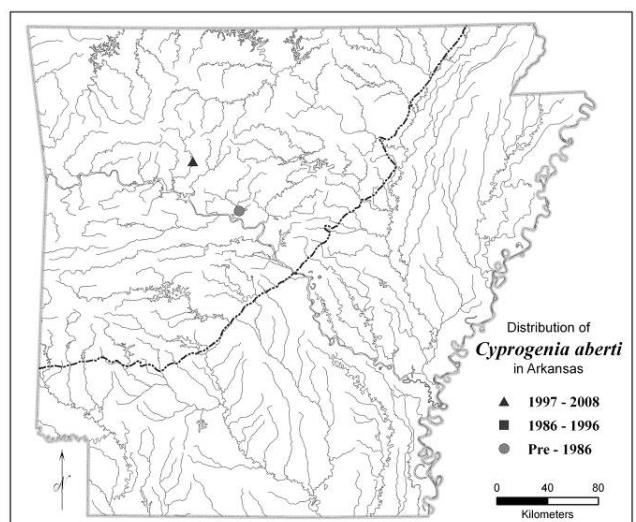 Distribution of
Cyprogenia aberti
in Arkansas
1997 - 2008
1986 - 1996
Pre - 1986
N
0 40 80
Kilometers